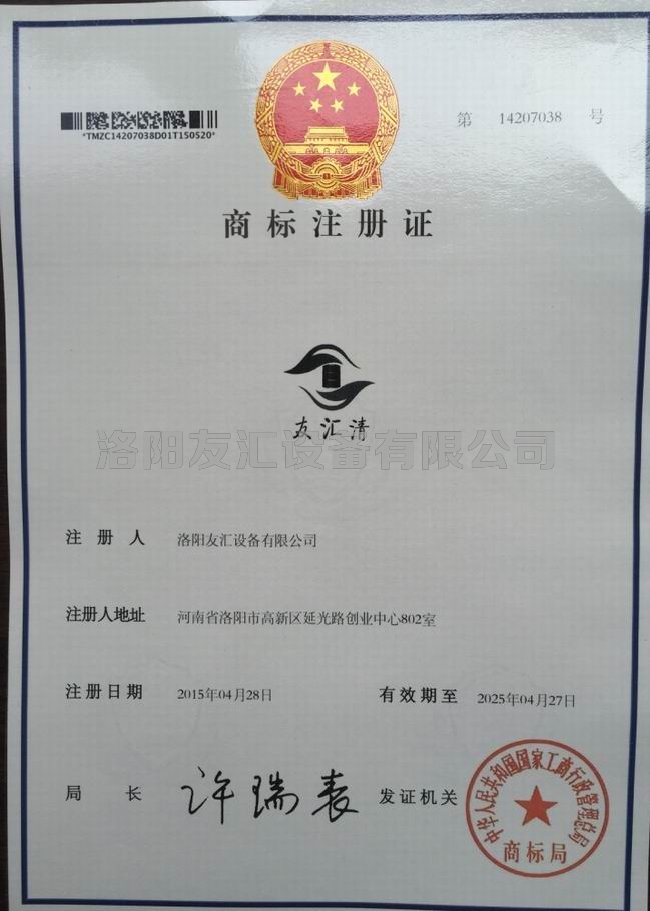 第 14207038 号
*TMZC14207038D01T150520*
商标注册证
友汇清
洛阳友汇设备有限公司
注册人 洛阳友汇设备有限公司
注册人地址 河南省洛阳市高新区延光路创业中心802室
注册日期 2015年04月28日 有效期至 2025年04月27日
局长 许瑞表 发证机关
中华人民共和国国家工商行政管理总局
商标局